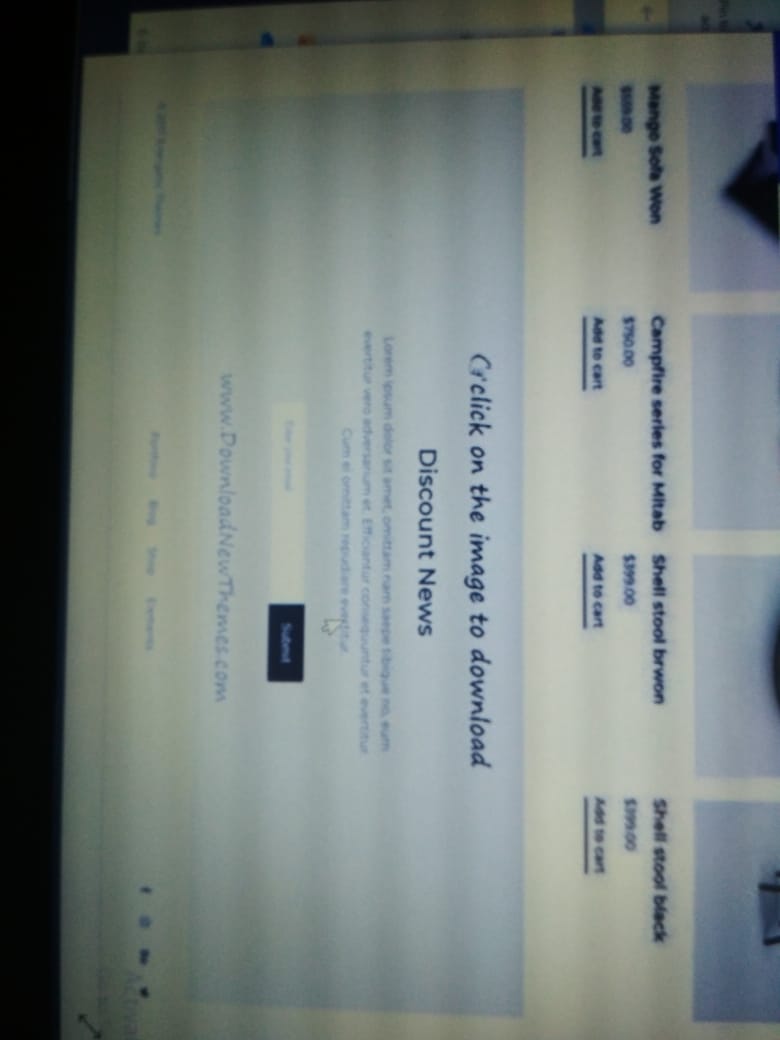 Mango Sofa Won
Campfire series for Mitab
Shell stool brwon
Shell stool black
$559.00
$750.00
$399.00
$399.00
Add to cart
Add to cart
Add to cart
Add to cart
click on the image to download
Discount News
Lorem ipsum dolor sit amet, omittam nam saepe tibique no, eum
evertitur vero adversarium et. Efficiantur consequuntur et evertitur.
Cum ei omittam repudiare evertitur.
Enter your email
Submit
www.DownloadNewThemes.com
Portfolio
Blog
Shop
Elements